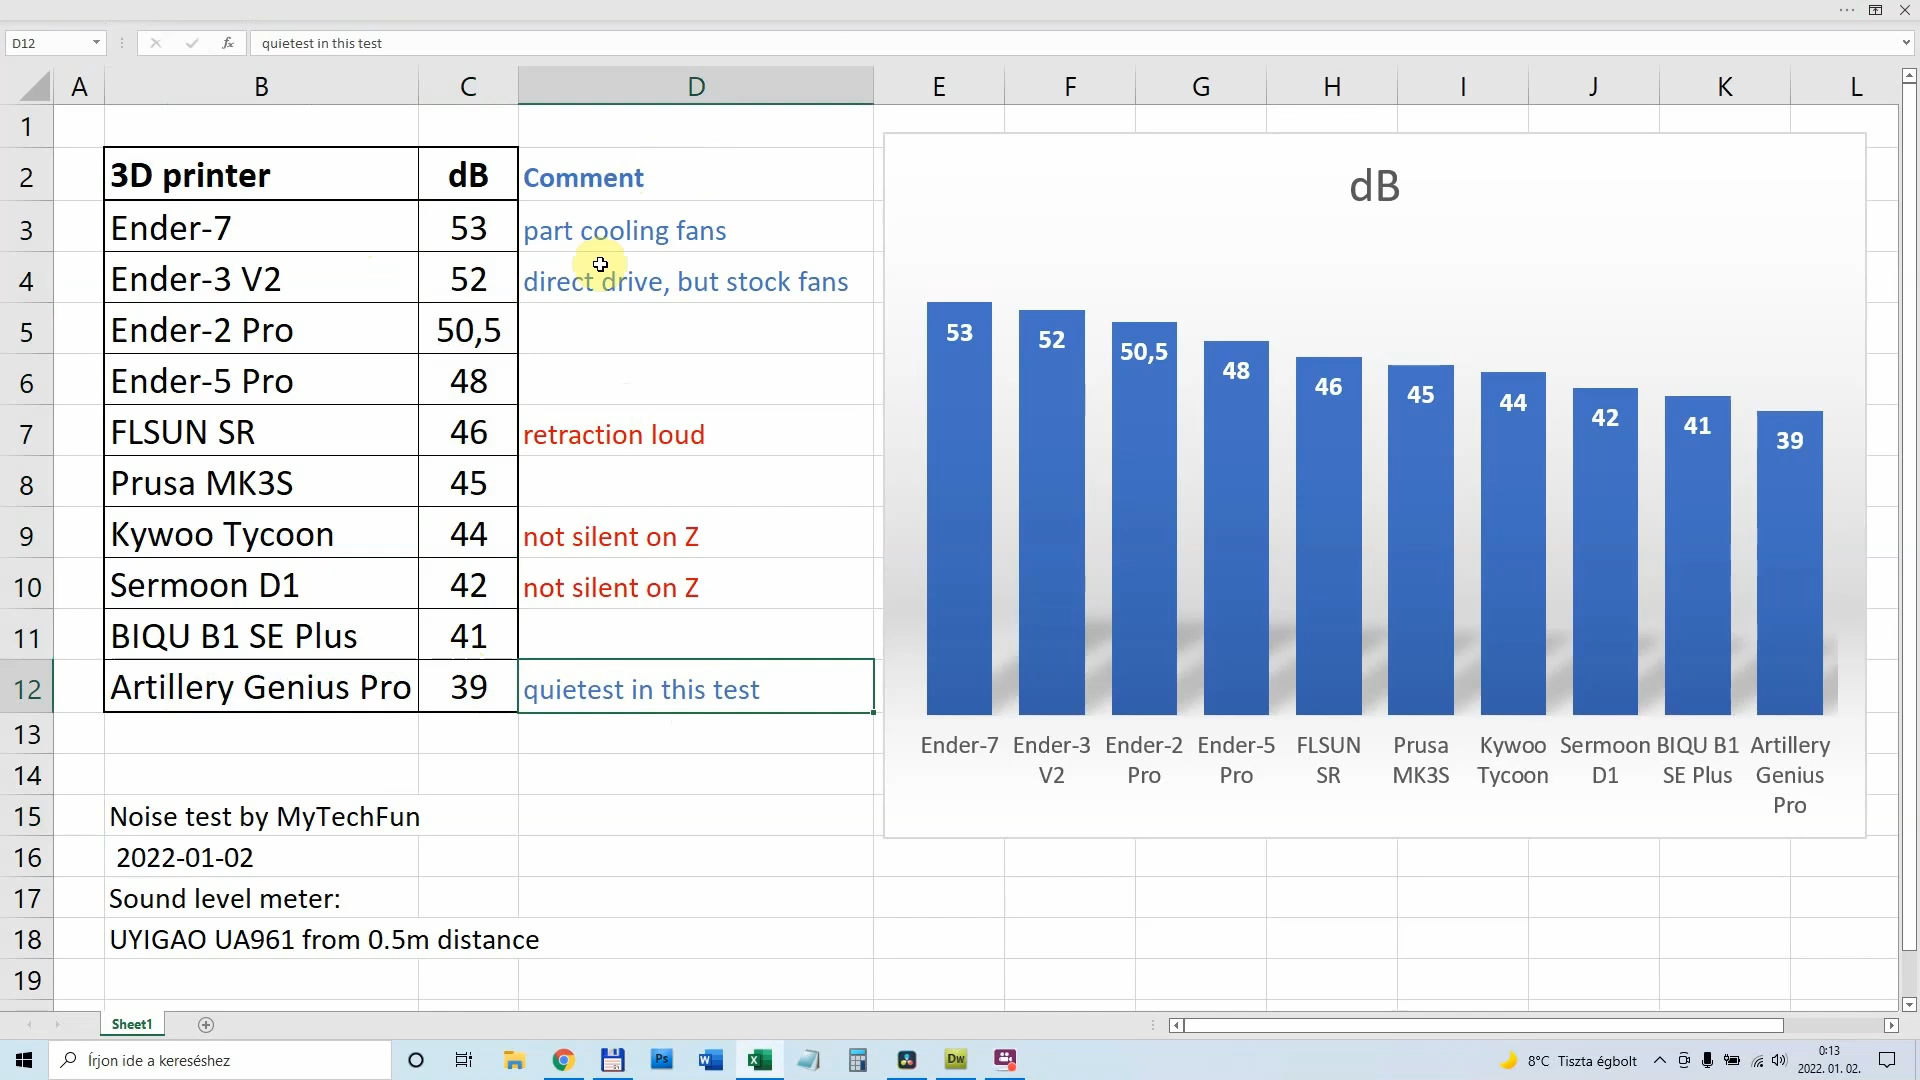 D12
fx
quietest in this test
A B C D E F G H I J K L
1
2 3D printer dB Comment
3 Ender-7 53 part cooling fans
4 Ender-3 V2 52 direct drive, but stock fans
5 Ender-2 Pro 50,5
6 Ender-5 Pro 48
7 FLSUN SR 46 retraction loud
8 Prusa MK3S 45
9 Kywoo Tycoon 44 not silent on Z
10 Sermoon D1 42 not silent on Z
11 BIQU B1 SE Plus 41
12 Artillery Genius Pro 39 quietest in this test
13
14
15 Noise test by MyTechFun
16 2022-01-02
17 Sound level meter:
18 UYIGAO UA961 from 0.5m distance
19
dB
53 52 50,5 48 46 45 44 42 41 39
Ender-7 Ender-3 Ender-2 Ender-5 FLSUN Prusa Kywoo Sermoon BIQU B1 Artillery
V2 Pro Pro SR MK3S Tycoon D1 SE Plus Genius
Pro
Sheet1
Írjon ide a kereséshez
Ps
Dw
8°C Tiszta égbolt
0:13
2022. 01. 02.